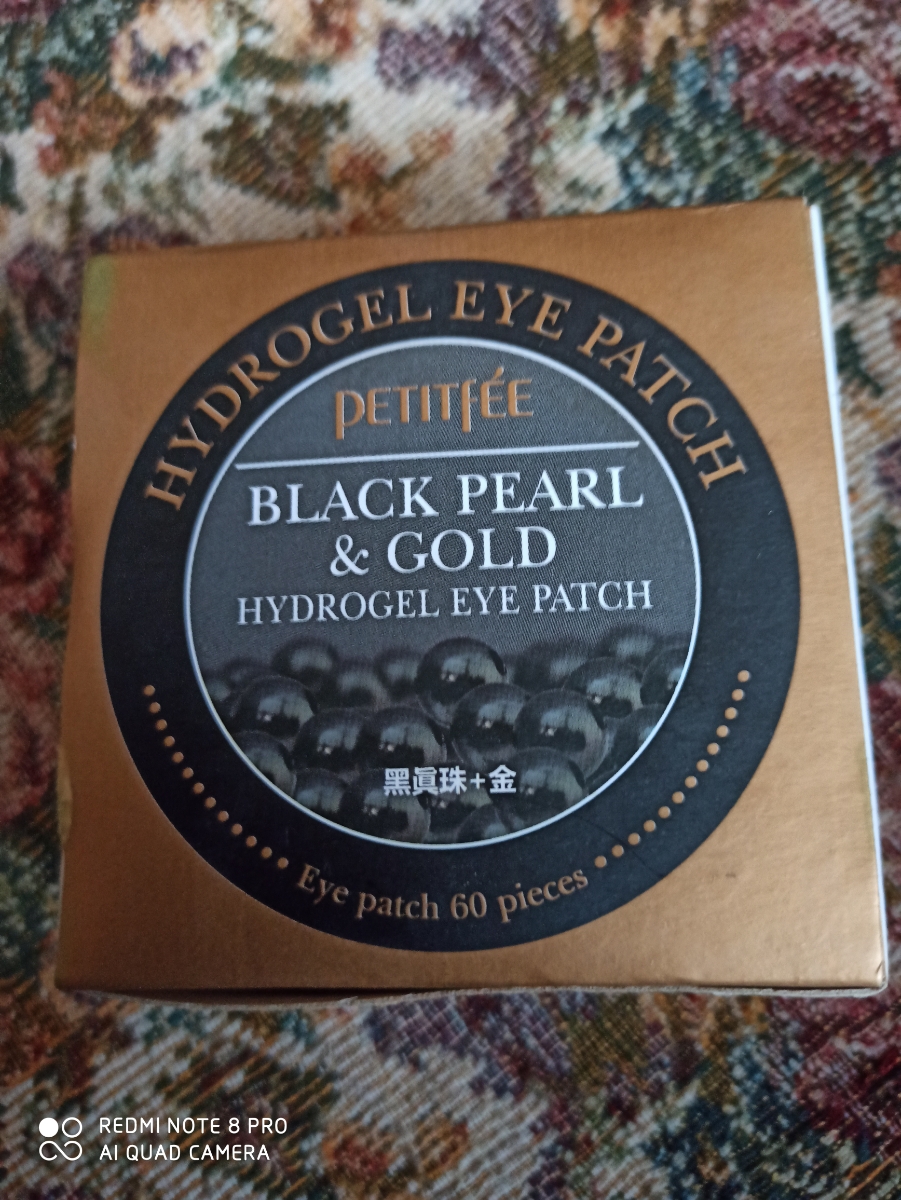 HYDROGEL EYE PATCH
PETITFÉE
BLACK PEARL
& GOLD
HYDROGEL EYE PATCH
黑眞珠+金
Eye patch 60 pieces
REDMI NOTE 8 PRO
AI QUAD CAMERA